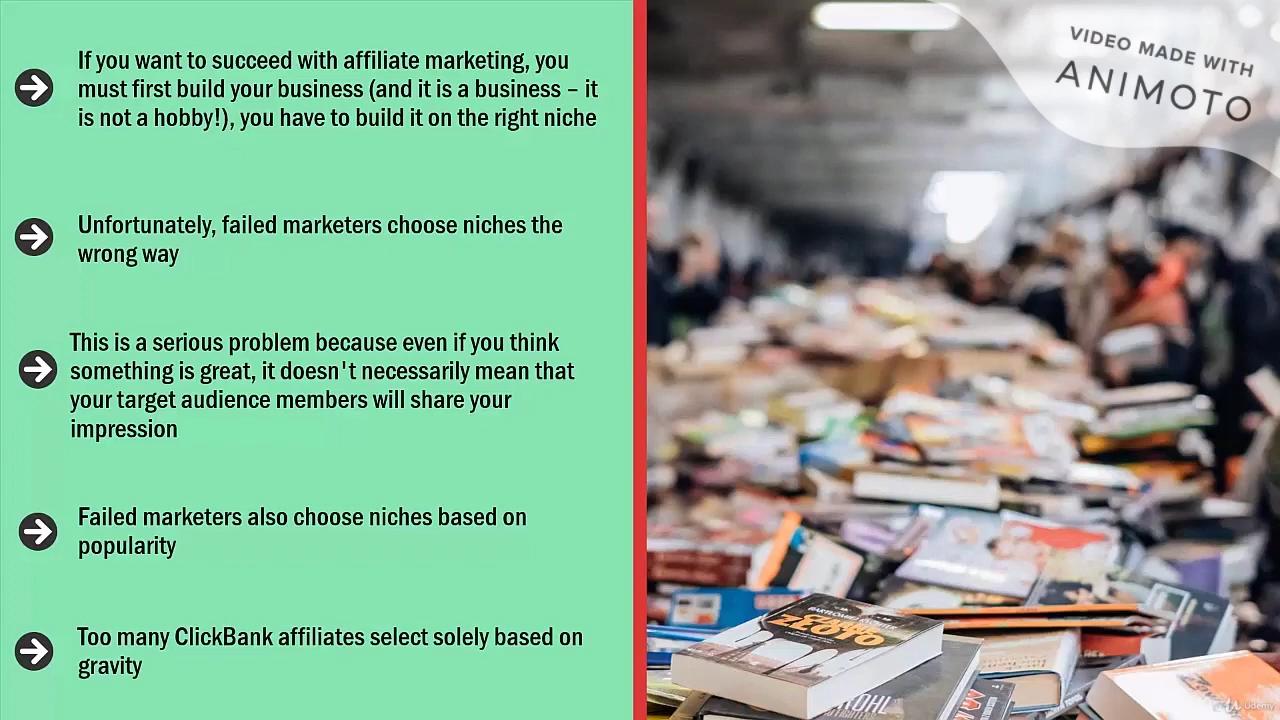 If you want to succeed with affiliate marketing, you
must first build your business (and it is a business – it
is not a hobby!), you have to build it on the right niche
Unfortunately, failed marketers choose niches the
wrong way
This is a serious problem because even if you think
something is great, it doesn't necessarily mean that
your target audience members will share your
impression
Failed marketers also choose niches based on
popularity
Too many ClickBank affiliates select solely based on
gravity
VIDEO MADE WITH
ANIMOTO
Udemy